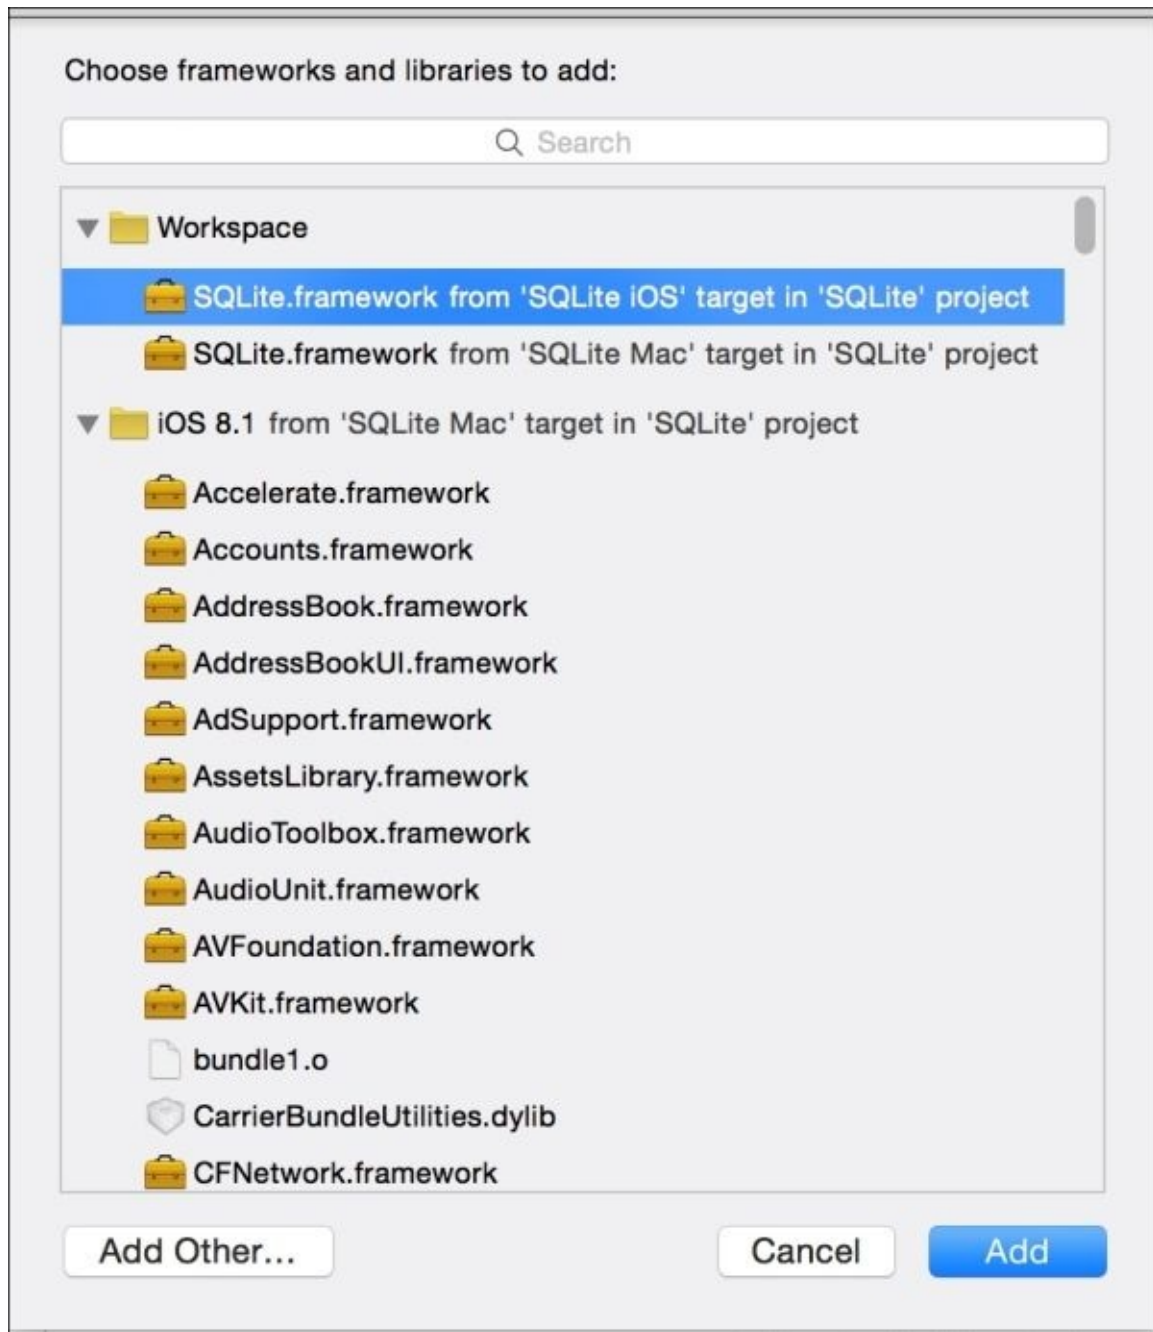 Choose frameworks and libraries to add:
Search
Workspace
SQLite.framework from 'SQLite iOS' target in 'SQLite' project
SQLite.framework from 'SQLite Mac' target in 'SQLite' project
iOS 8.1 from 'SQLite Mac' target in 'SQLite' project
Accelerate.framework
Accounts.framework
AddressBook.framework
AddressBookUI.framework
AdSupport.framework
AssetsLibrary.framework
AudioToolbox.framework
AudioUnit.framework
AVFoundation.framework
AVKit.framework
bundle1.o
CarrierBundleUtilities.dylib
CFNetwork.framework
Add Other... Cancel Add